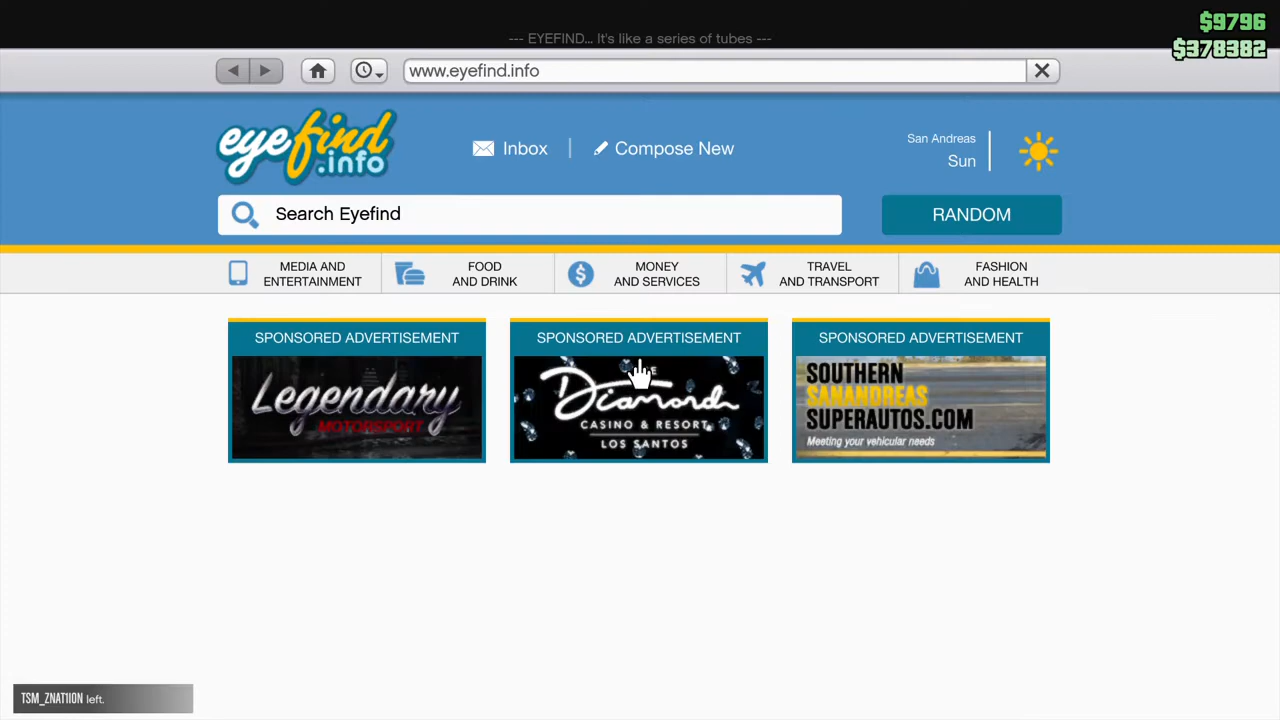 $9796
--- EYEFIND... It's like a series of tubes ---
$378382
www.eyefind.info
eyefind
.info
Inbox
Compose New
San Andreas
Sun
Search Eyefind
RANDOM
MEDIA AND
ENTERTAINMENT
FOOD
AND DRINK
MONEY
AND SERVICES
TRAVEL
AND TRANSPORT
FASHION
AND HEALTH
SPONSORED ADVERTISEMENT
Legendary
MOTORSPORT
SPONSORED ADVERTISEMENT
Diamond
CASINO & RESORT
LOS SANTOS
SPONSORED ADVERTISEMENT
SOUTHERN
SANANDREAS
SUPERAUTOS.COM
Meeting your vehicular needs
TSM_ZNAT1ION left.